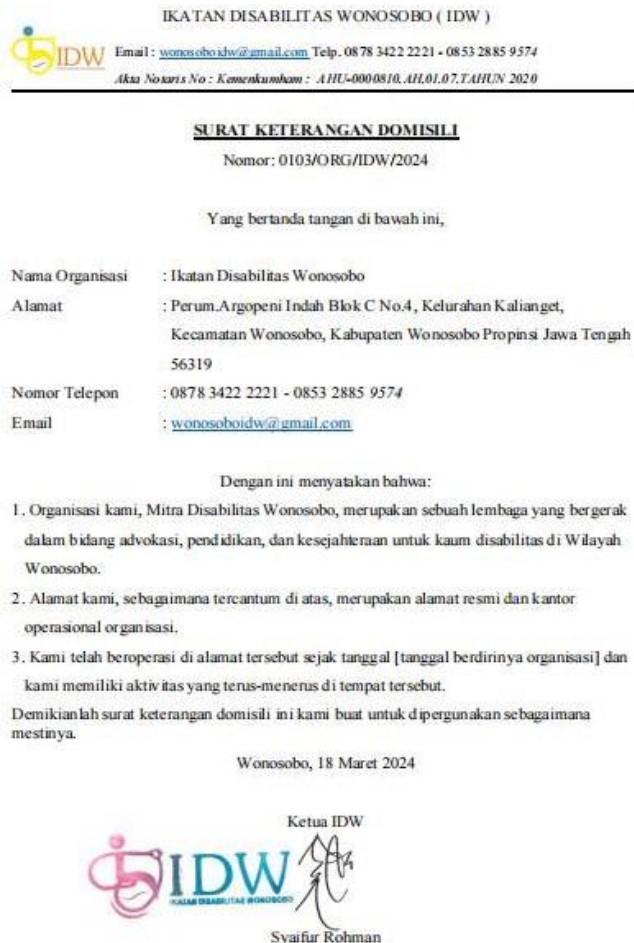 IKATAN DISABILITAS WONOSOBO ( IDW )
IDW
Email : wonosoboidw@gmail.com Telp. 0878 3422 2221 - 0853 2885 9574
Akta Notaris No : Kemenkumham : AHU-0000810.AH.01.07.TAHUN 2020
SURAT KETERANGAN DOMISILI
Nomor: 0103/ORG/IDW/2024
Yang bertanda tangan di bawah ini,
Nama Organisasi : Ikatan Disabilitas Wonosobo
Alamat : Perum.Argopeni Indah Blok C No.4, Kelurahan Kalianget,
Kecamatan Wonosobo, Kabupaten Wonosobo Propinsi Jawa Tengah
56319
Nomor Telepon : 0878 3422 2221 - 0853 2885 9574
Email : wonosoboidw@gmail.com
Dengan ini menyatakan bahwa:
1. Organisasi kami, Mitra Disabilitas Wonosobo, merupakan sebuah lembaga yang bergerak
dalam bidang advokasi, pendidikan, dan kesejahteraan untuk kaum disabilitas di Wilayah
Wonosobo.
2. Alamat kami, sebagaimana tercantum di atas, merupakan alamat resmi dan kantor
operasional organisasi.
3. Kami telah beroperasi di alamat tersebut sejak tanggal [tanggal berdirinya organisasi] dan
kami memiliki aktivitas yang terus-menerus di tempat tersebut.
Demikianlah surat keterangan domisili ini kami buat untuk dipergunakan sebagaimana
mestinya.
Wonosobo, 18 Maret 2024
Ketua IDW
IDW
IKATAN DISABILITAS WONOSOBO
Syaifur Rohman